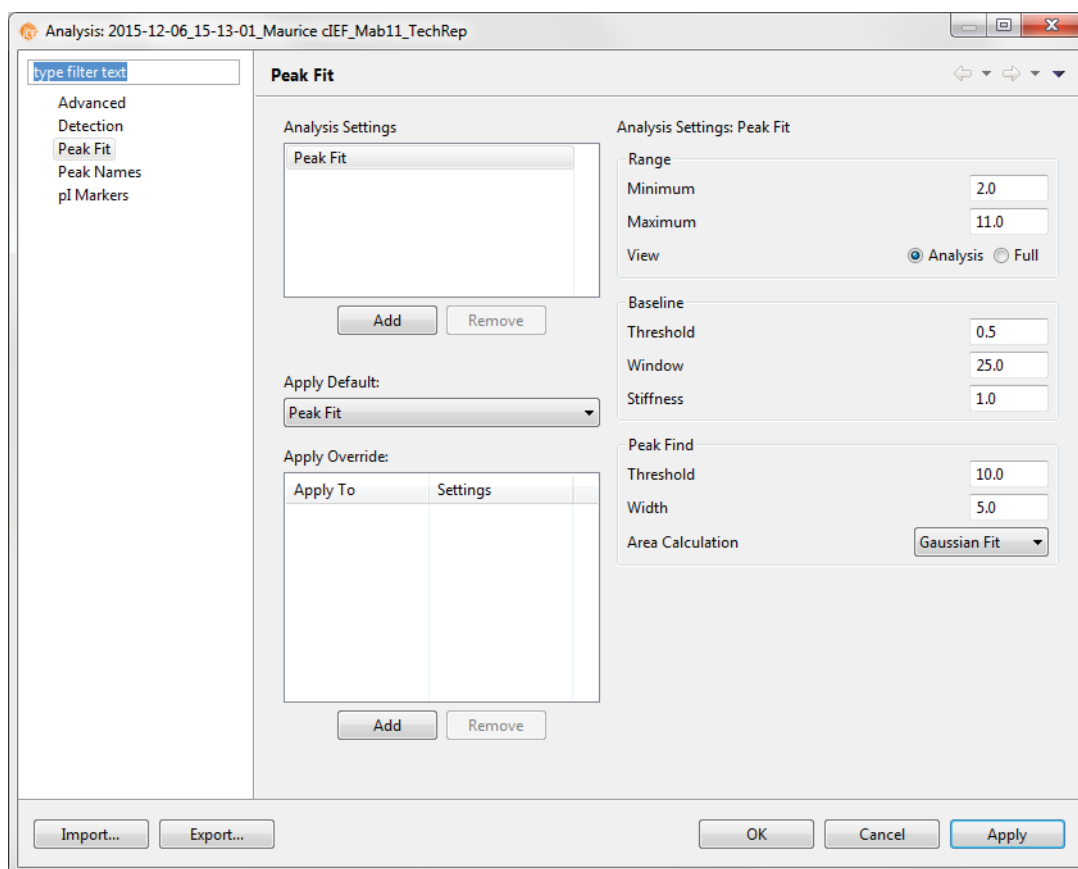 Analysis: 2015-12-06_15-13-01_Maurice cIEF_Mab11_TechRep
type filter text
Advanced
Detection
Peak Fit
Peak Names
pI Markers
Peak Fit
Analysis Settings
Peak Fit
Add Remove
Apply Default:
Peak Fit
Apply Override:
Apply To Settings
Add Remove
Analysis Settings: Peak Fit
Range
Minimum 2.0
Maximum 11.0
View Analysis Full
Baseline
Threshold 0.5
Window 25.0
Stiffness 1.0
Peak Find
Threshold 10.0
Width 5.0
Area Calculation Gaussian Fit
Import... Export... OK Cancel Apply